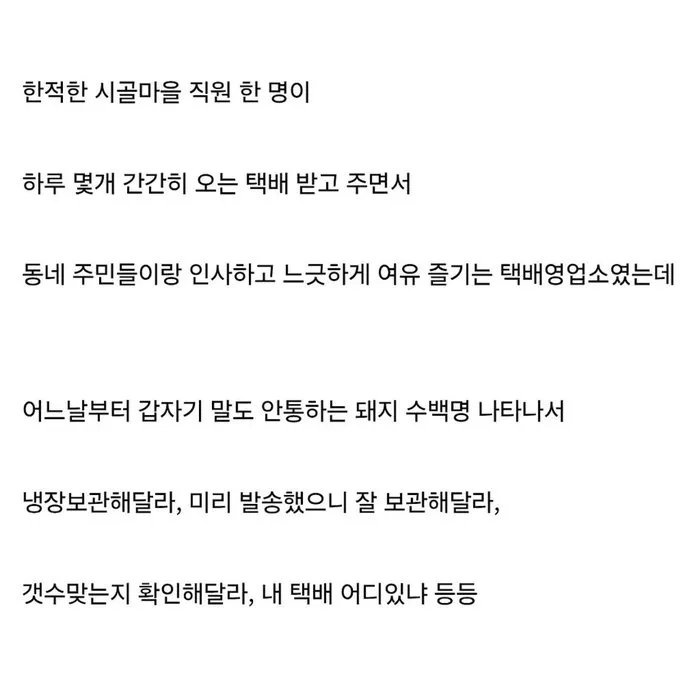 한적한 시골마을 직원 한 명이
하루 몇개 간간히 오는 택배 받고 주면서
동네 주민들이랑 인사하고 느긋하게 여유 즐기는 택배영업소였는데
어느날부터 갑자기 말도 안통하는 돼지 수백명 나타나서
냉장보관해달라, 미리 발송했으니 잘 보관해달라,
갯수맞는지 확인해달라, 내 택배 어디있냐 등등